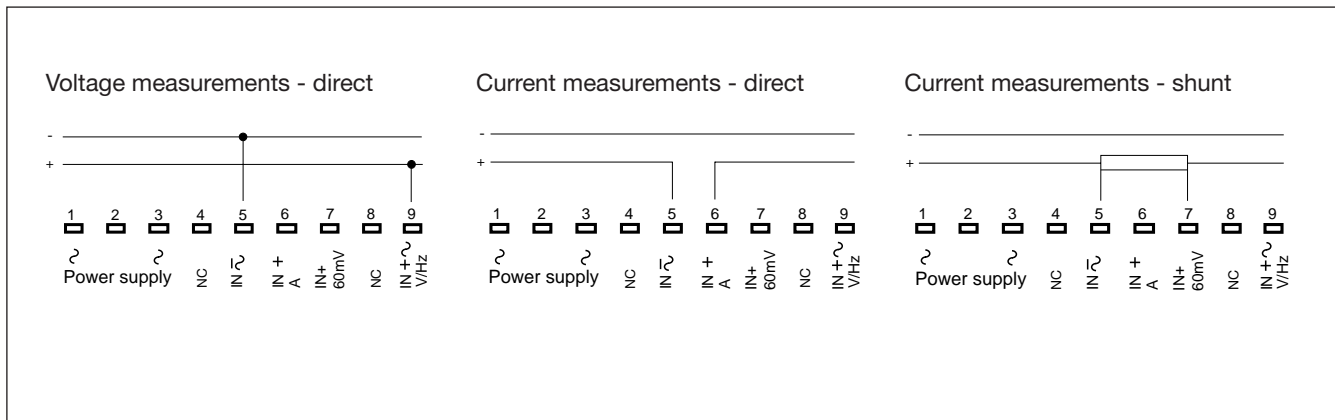 Voltage measurements - direct
-
+
1 2 3 4 5 6 7 8 9
~ ~
Power supply
NC
IN ~
IN +
A
IN+
60mV
NC
IN + ~
V/Hz
Current measurements - direct
-
+
1 2 3 4 5 6 7 8 9
~ ~
Power supply
NC
IN ~
IN +
A
IN+
60mV
NC
IN + ~
V/Hz
Current measurements - shunt
-
+
1 2 3 4 5 6 7 8 9
~ ~
Power supply
NC
IN ~
IN +
A
IN+
60mV
NC
IN + ~
V/Hz